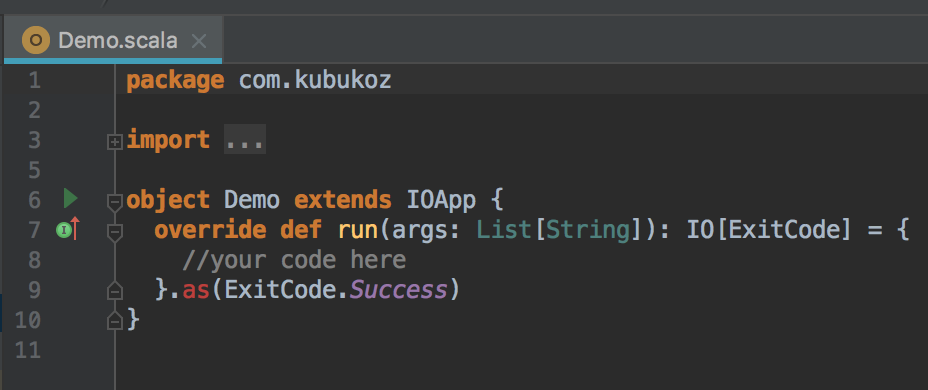 Demo.scala
1 package com.kubukoz
2
3 import ...
5
6 object Demo extends IOApp {
7   override def run(args: List[String]): IO[ExitCode] = {
8     //your code here
9   }.as(ExitCode.Success)
10 }
11